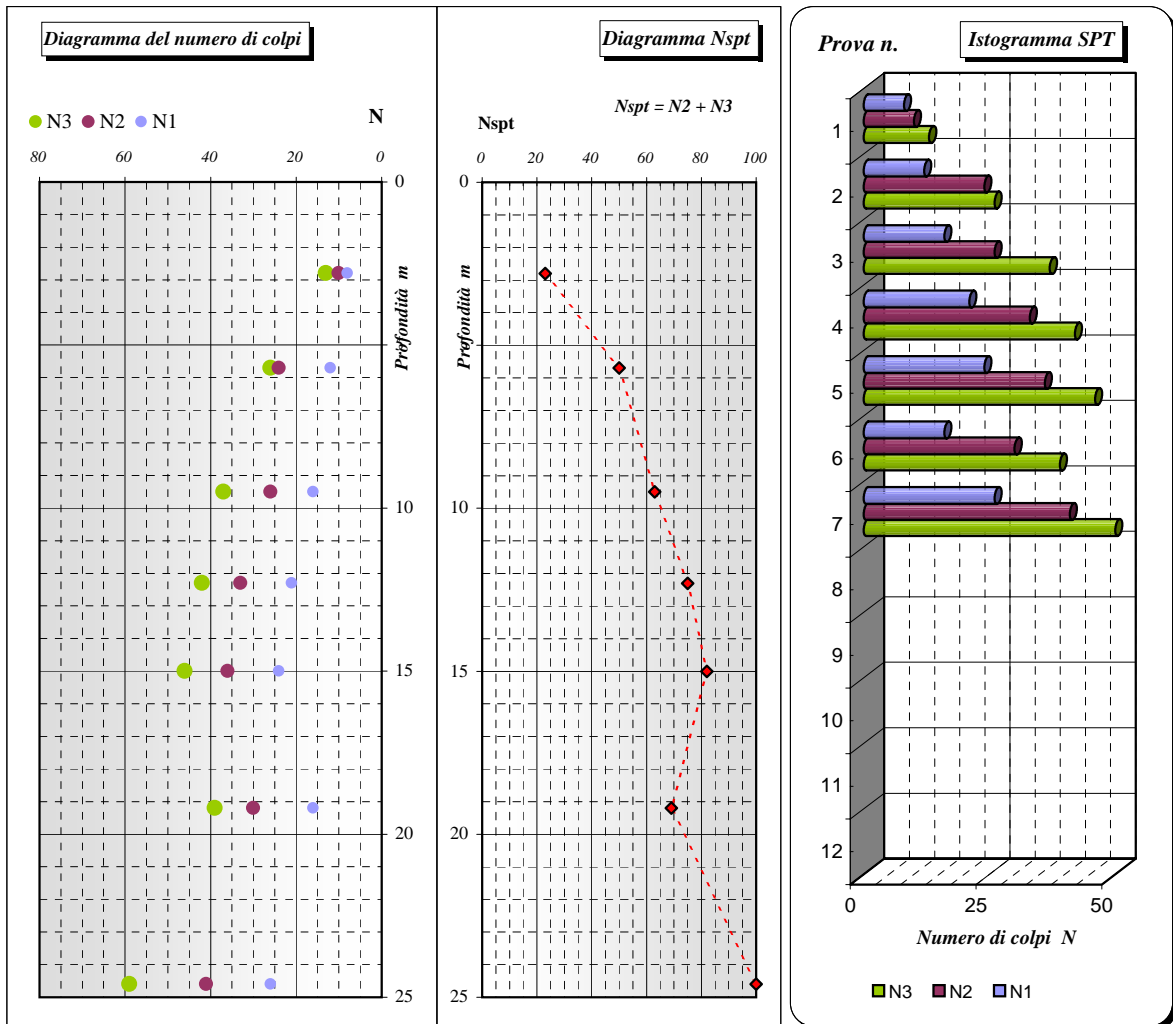 Diagramma del numero di colpi
N3 N2 N1 N
80 60 40 20 0
0
Profondità m
10
15
20
25
Diagramma Nspt
Nspt = N2 + N3
Nspt
0 20 40 60 80 100
0
Profondità m
5
10
15
20
25
Prova n.
Istogramma SPT
1
2
3
4
5
6
7
8
9
10
11
12
0 25 50
Numero di colpi N
N3 N2 N1